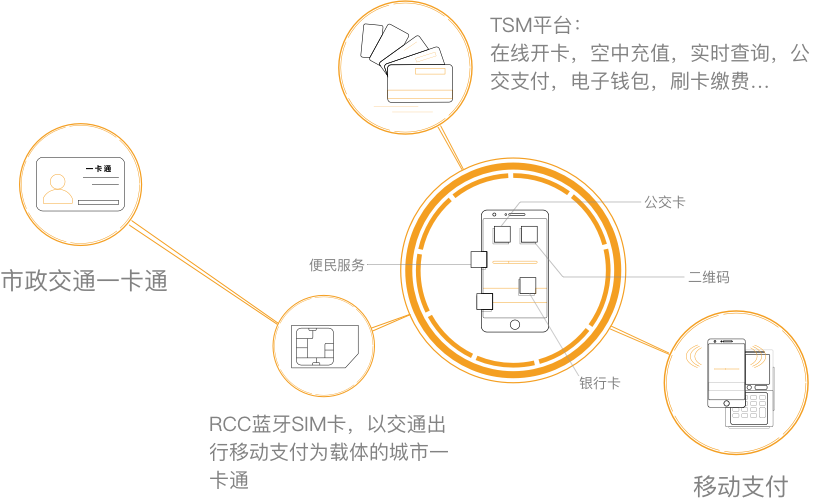 TSM平台：
在线开卡，空中充值，实时查询，公
交支付，电子钱包，刷卡缴费...
一卡通
公交卡
便民服务
二维码
市政交通一卡通
银行卡
RCC蓝牙SIM卡，以交通出
行移动支付为载体的城市一
卡通
移动支付